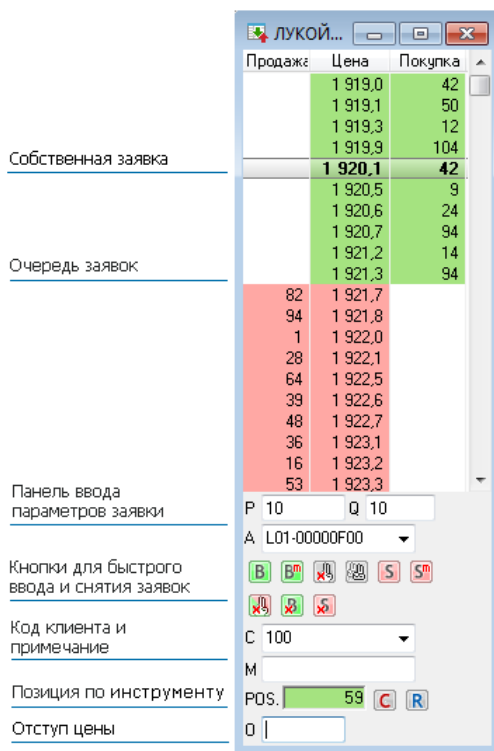 ЛУКОЙ...
Продажа Цена Покупка
1 919,0 42
1 919,1 50
1 919,3 12
1 919,9 104
Собственная заявка
1 920,1 42
1 920,5 9
1 920,6 24
1 920,7 94
1 921,2 14
Очередь заявок
1 921,3 94
82 1 921,7
94 1 921,8
1 1 922,0
28 1 922,1
64 1 922,5
39 1 922,6
48 1 922,7
36 1 923,1
16 1 923,2
53 1 923,3
Панель ввода
параметров заявки
P 10 Q 10
A L01-00000F00
Кнопки для быстрого
ввода и снятия заявок
B Bm S Sm
B S
Код клиента и
примечание
C 100
M
Позиция по инструменту
POS. 59 C R
Отступ цены
O